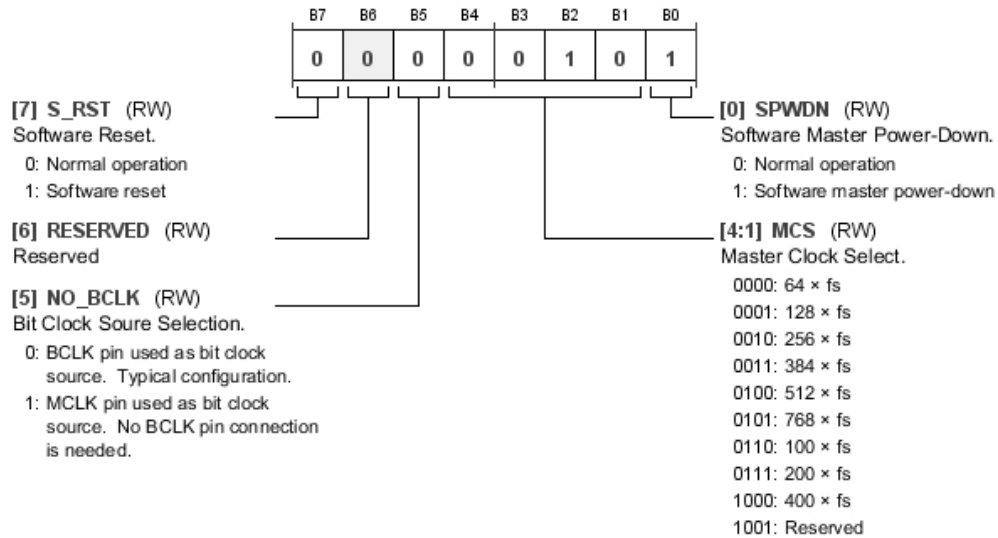 B7 B6 B5 B4 B3 B2 B1 B0
0 0 0 0 0 1 0 1
[7] S_RST (RW)
Software Reset.
0: Normal operation
1: Software reset
[6] RESERVED (RW)
Reserved
[5] NO_BCLK (RW)
Bit Clock Soure Selection.
0: BCLK pin used as bit clock
source. Typical configuration.
1: MCLK pin used as bit clock
source. No BCLK pin connection
is needed.
[0] SPWDN (RW)
Software Master Power-Down.
0: Normal operation
1: Software master power-down
[4:1] MCS (RW)
Master Clock Select.
0000: 64 × fs
0001: 128 × fs
0010: 256 × fs
0011: 384 × fs
0100: 512 × fs
0101: 768 × fs
0110: 100 × fs
0111: 200 × fs
1000: 400 × fs
1001: Reserved